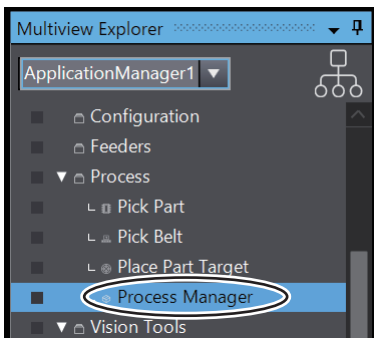 Multiview Explorer
ApplicationManager1
Configuration
Feeders
Process
Pick Part
Pick Belt
Place Part Target
Process Manager
Vision Tools